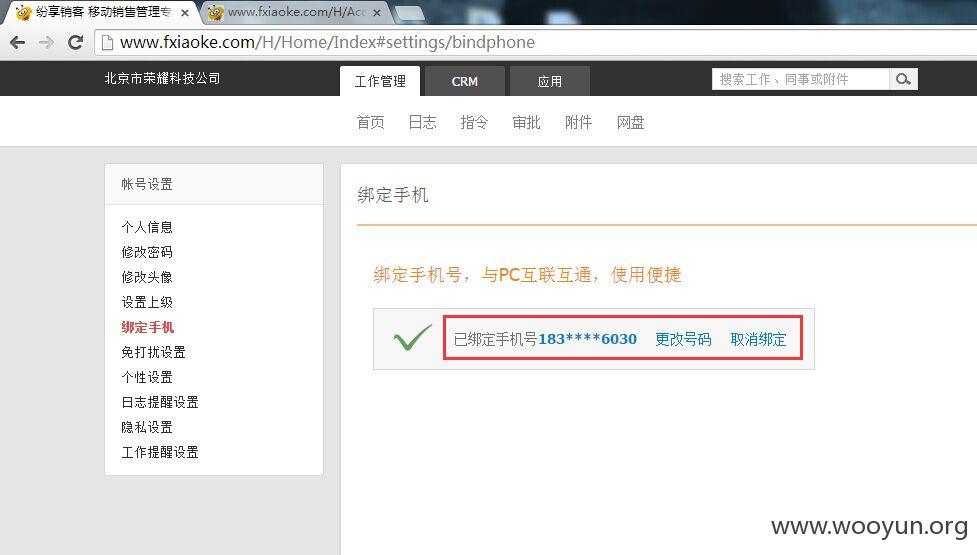 纷享销客 移动销售管理专
www.fxiaoke.com/H/Acc
www.fxiaoke.com/H/Home/Index#settings/bindphone
北京市荣耀科技公司
工作管理
CRM
应用
搜索工作、同事或附件
首页
日志
指令
审批
附件
网盘
帐号设置
个人信息
修改密码
修改头像
设置上级
绑定手机
免打扰设置
个性设置
日志提醒设置
隐私设置
工作提醒设置
绑定手机
绑定手机号，与PC互联互通，使用便捷
已绑定手机号183****6030 更改号码 取消绑定
www.wooyun.org